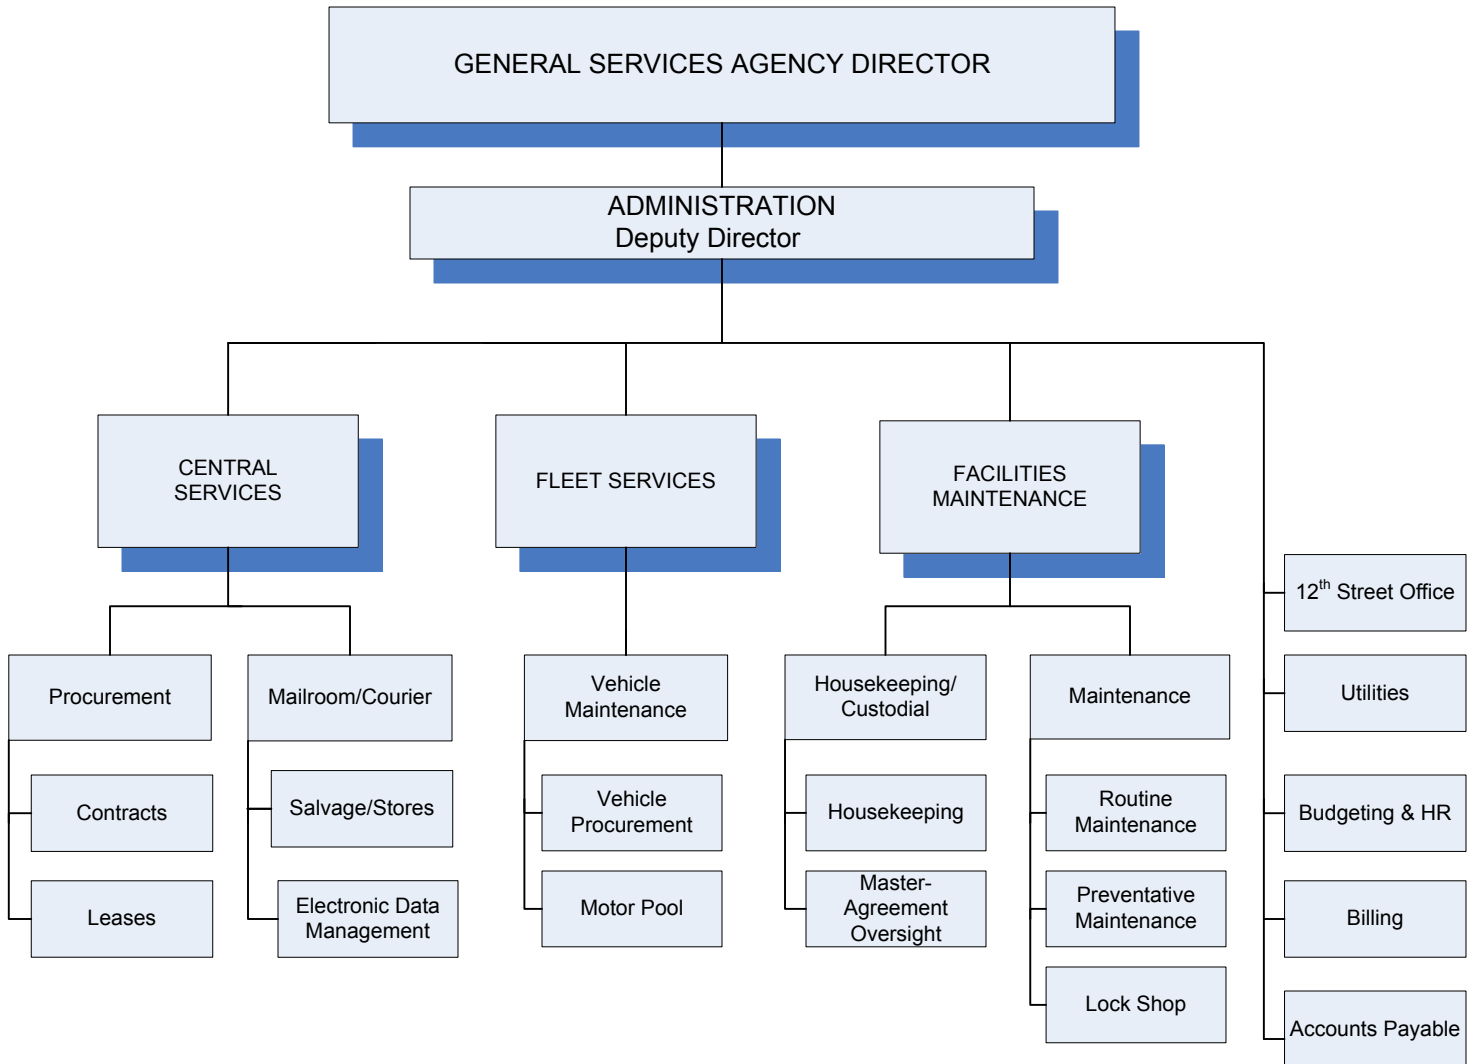 GENERAL SERVICES AGENCY DIRECTOR
ADMINISTRATION
Deputy Director
CENTRAL
SERVICES
FLEET SERVICES
FACILITIES
MAINTENANCE
12th Street Office
Procurement
Mailroom/Courier
Vehicle
Maintenance
Housekeeping/
Custodial
Maintenance
Utilities
Contracts
Salvage/Stores
Vehicle
Procurement
Housekeeping
Routine
Maintenance
Budgeting & HR
Leases
Electronic Data
Management
Motor Pool
Master-
Agreement
Oversight
Preventative
Maintenance
Billing
Lock Shop
Accounts Payable